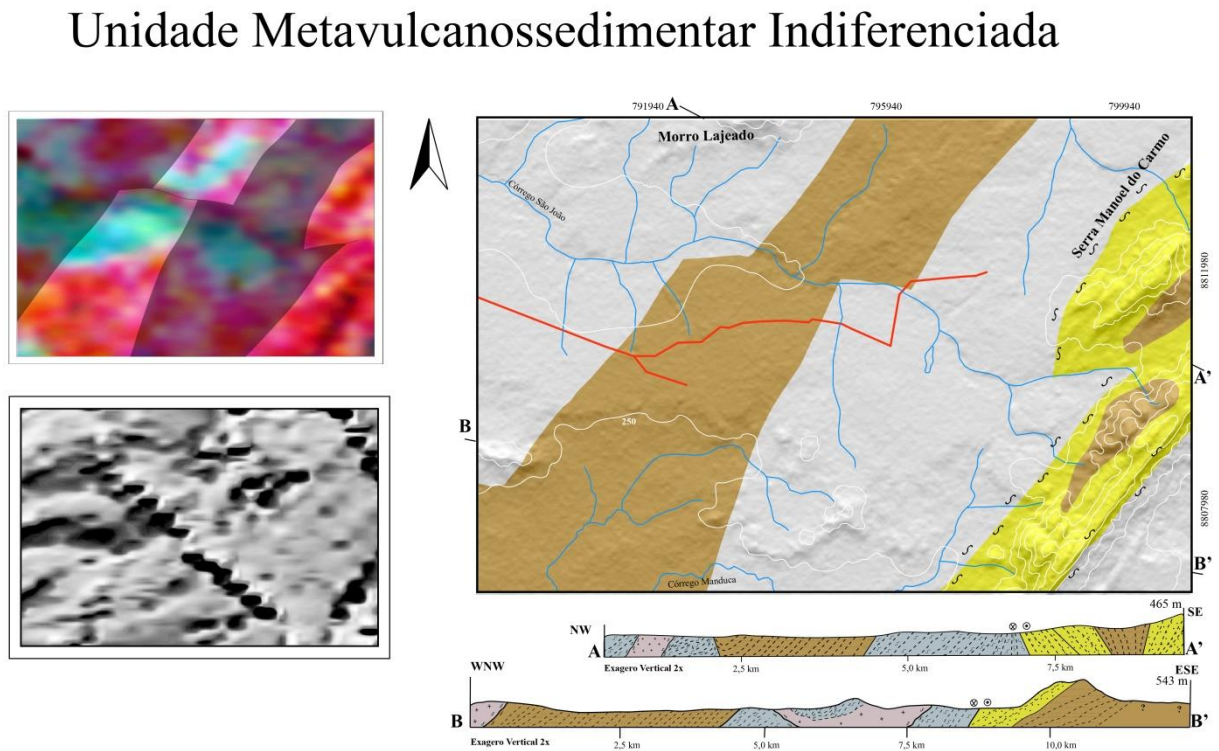 Unidade Metavulcanossedimentar Indiferenciada
791940
A
795940
799940
Morro Lajeado
Córrego São João
Serra Manoel do Carmo
8811980
A'
B
250
8807980
B'
Córrego Manduca
465 m
SE
NW
A
A'
Exagero Vertical 2x
2,5 km
5,0 km
7,5 km
WNW
ESE
543 m
B
? ?
B'
Exagero Vertical 2x
2,5 km
5,0 km
7,5 km
10,0 km